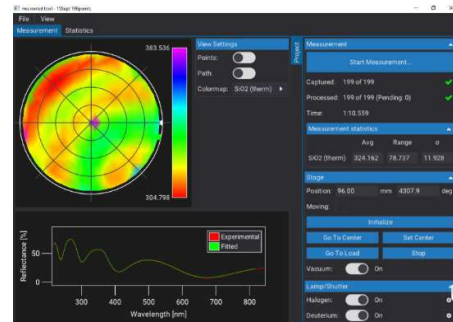 File View
Measurement Statistics
383.536
304.798
View Settings
Points:
Path:
Colormap: SiO2 (therm)
Project
Measurement
Start Measurement...
Captured: 199 of 199
Processed: 199 of 199 (Pending: 0)
Time: 1:10.559
Measurement statistics
Avg Range σ
SiO2 (therm) 324.162 78.737 11.928
Stage
Position: 96.00 mm 4307.9 deg
Moving:
Initialize
Go To Center Set Center
Go To Load Stop
Vacuum: On
Lamp/Shutter
Halogen: On
Deuterium: On
Reflectance [%]
50
0
Experimental
Fitted
300 400 500 600 700 800
Wavelength [nm]